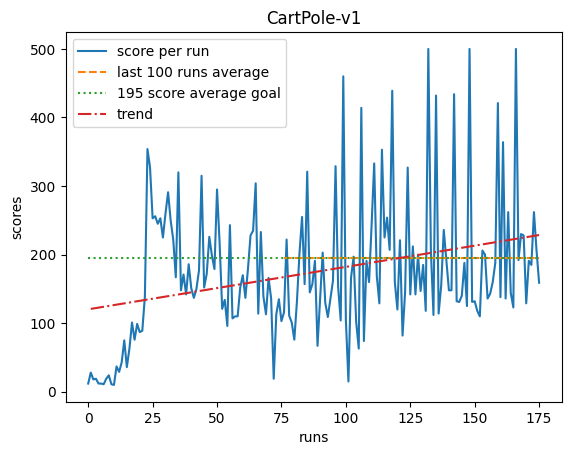 CartPole-v1
score per run
last 100 runs average
195 score average goal
trend
scores
500
400
300
200
100
0
0 25 50 75 100 125 150 175
runs